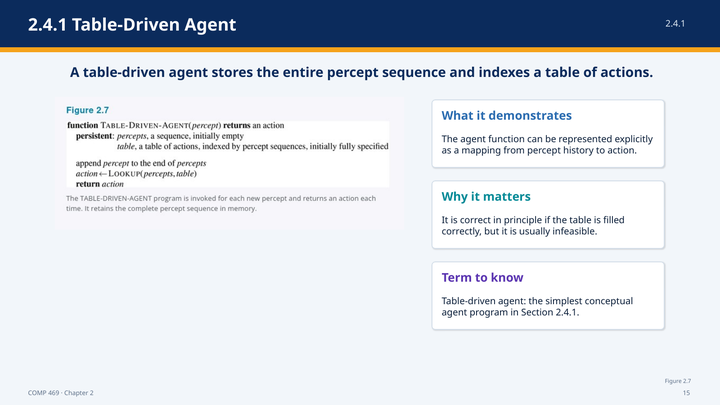 2.4.1 Table-Driven Agent
2.4.1
A table-driven agent stores the entire percept sequence and indexes a table of actions.
Figure 2.7
function TABLE-DRIVEN-AGENT(percept) returns an action
persistent: percepts, a sequence, initially empty
table, a table of actions, indexed by percept sequences, initially fully specified
append percept to the end of percepts
action ← LOOKUP(percepts, table)
return action
The TABLE-DRIVEN-AGENT program is invoked for each new percept and returns an action each
time. It retains the complete percept sequence in memory.
What it demonstrates
The agent function can be represented explicitly
as a mapping from percept history to action.
Why it matters
It is correct in principle if the table is filled
correctly, but it is usually infeasible.
Term to know
Table-driven agent: the simplest conceptual
agent program in Section 2.4.1.
Figure 2.7
COMP 469 · Chapter 2
15